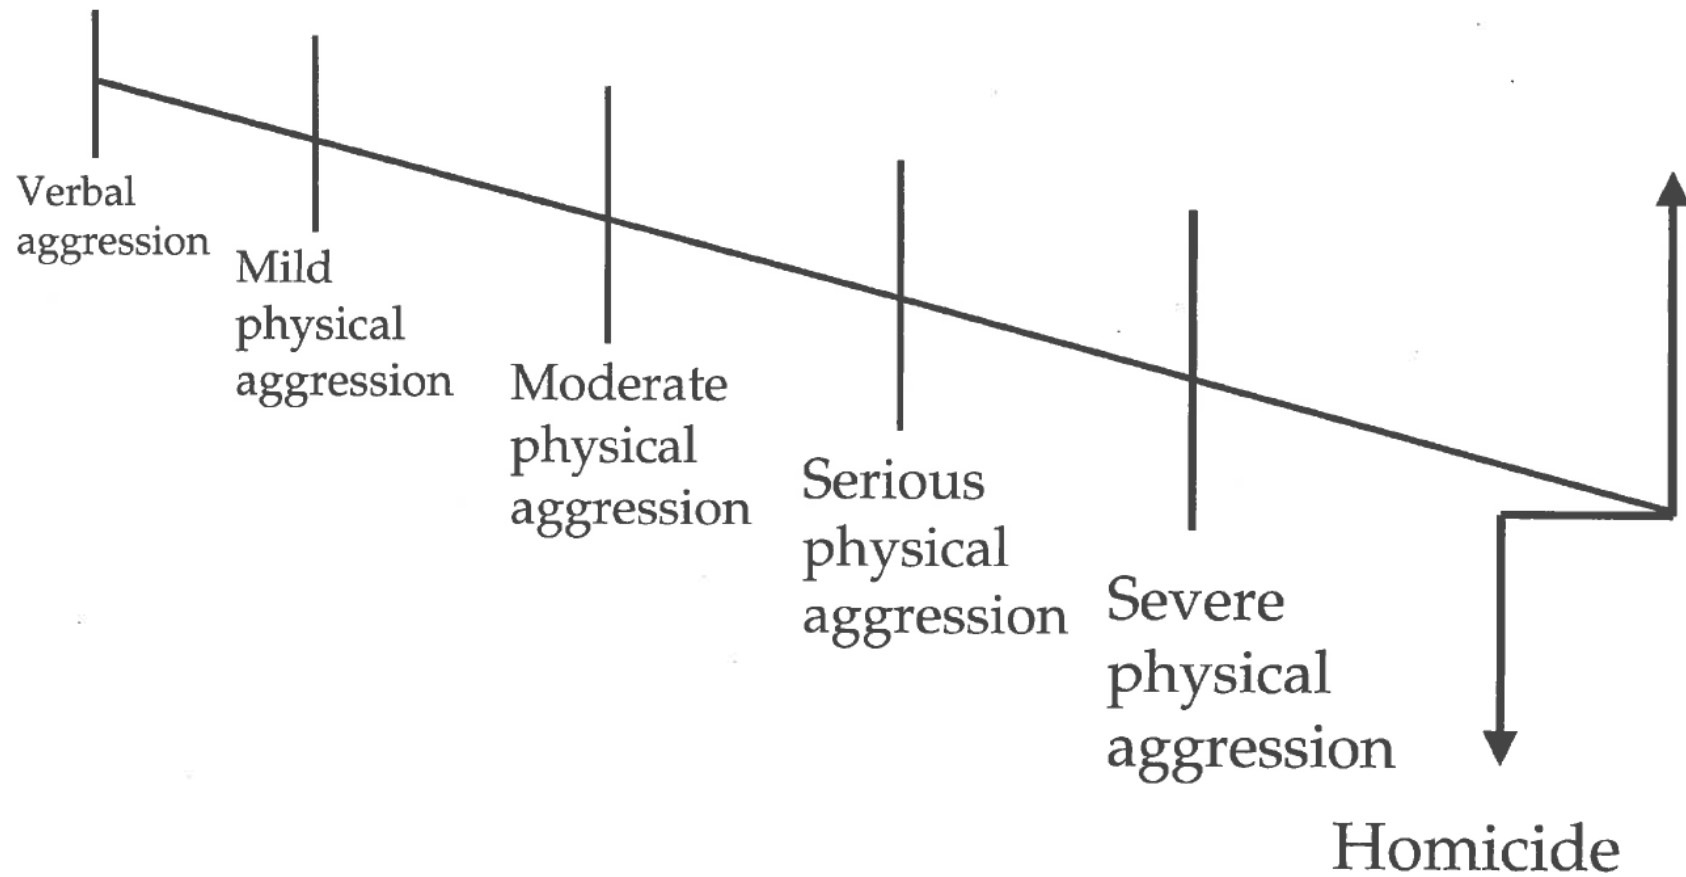 Verbal
aggression
Mild
physical
aggression
Moderate
physical
aggression
Serious
physical
aggression
Severe
physical
aggression
Homicide